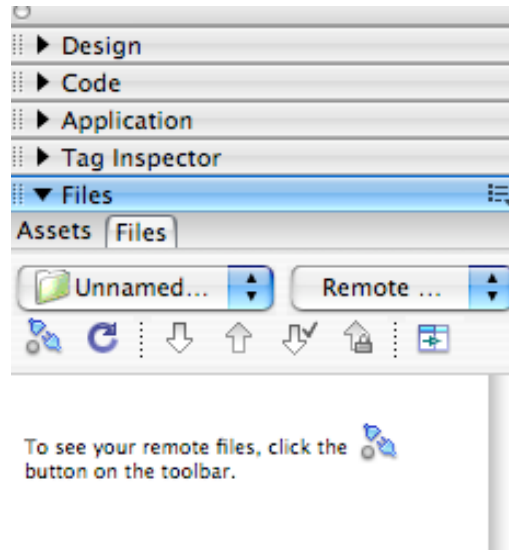 Design
Code
Application
Tag Inspector
Files
Assets Files
Unnamed... Remote ...
To see your remote files, click the
button on the toolbar.